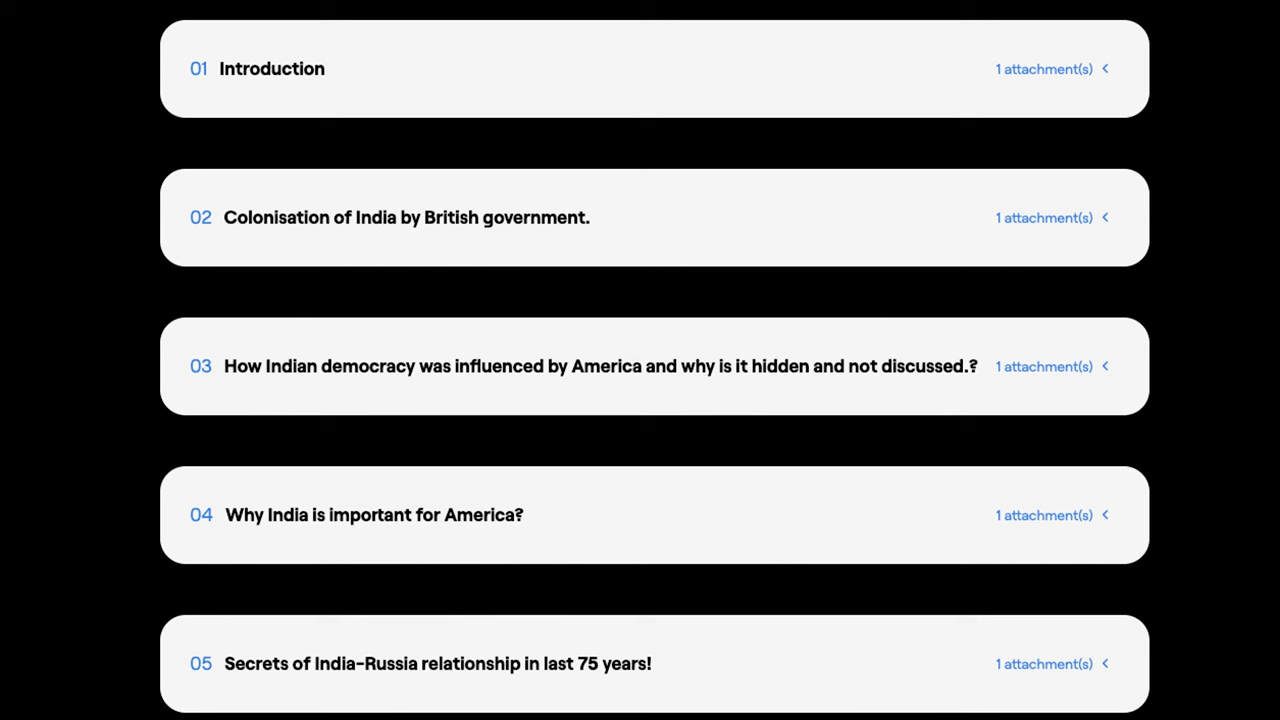 01 Introduction 1 attachment(s)
02 Colonisation of India by British government. 1 attachment(s)
03 How Indian democracy was influenced by America and why is it hidden and not discussed.? 1 attachment(s)
04 Why India is important for America? 1 attachment(s)
05 Secrets of India-Russia relationship in last 75 years! 1 attachment(s)